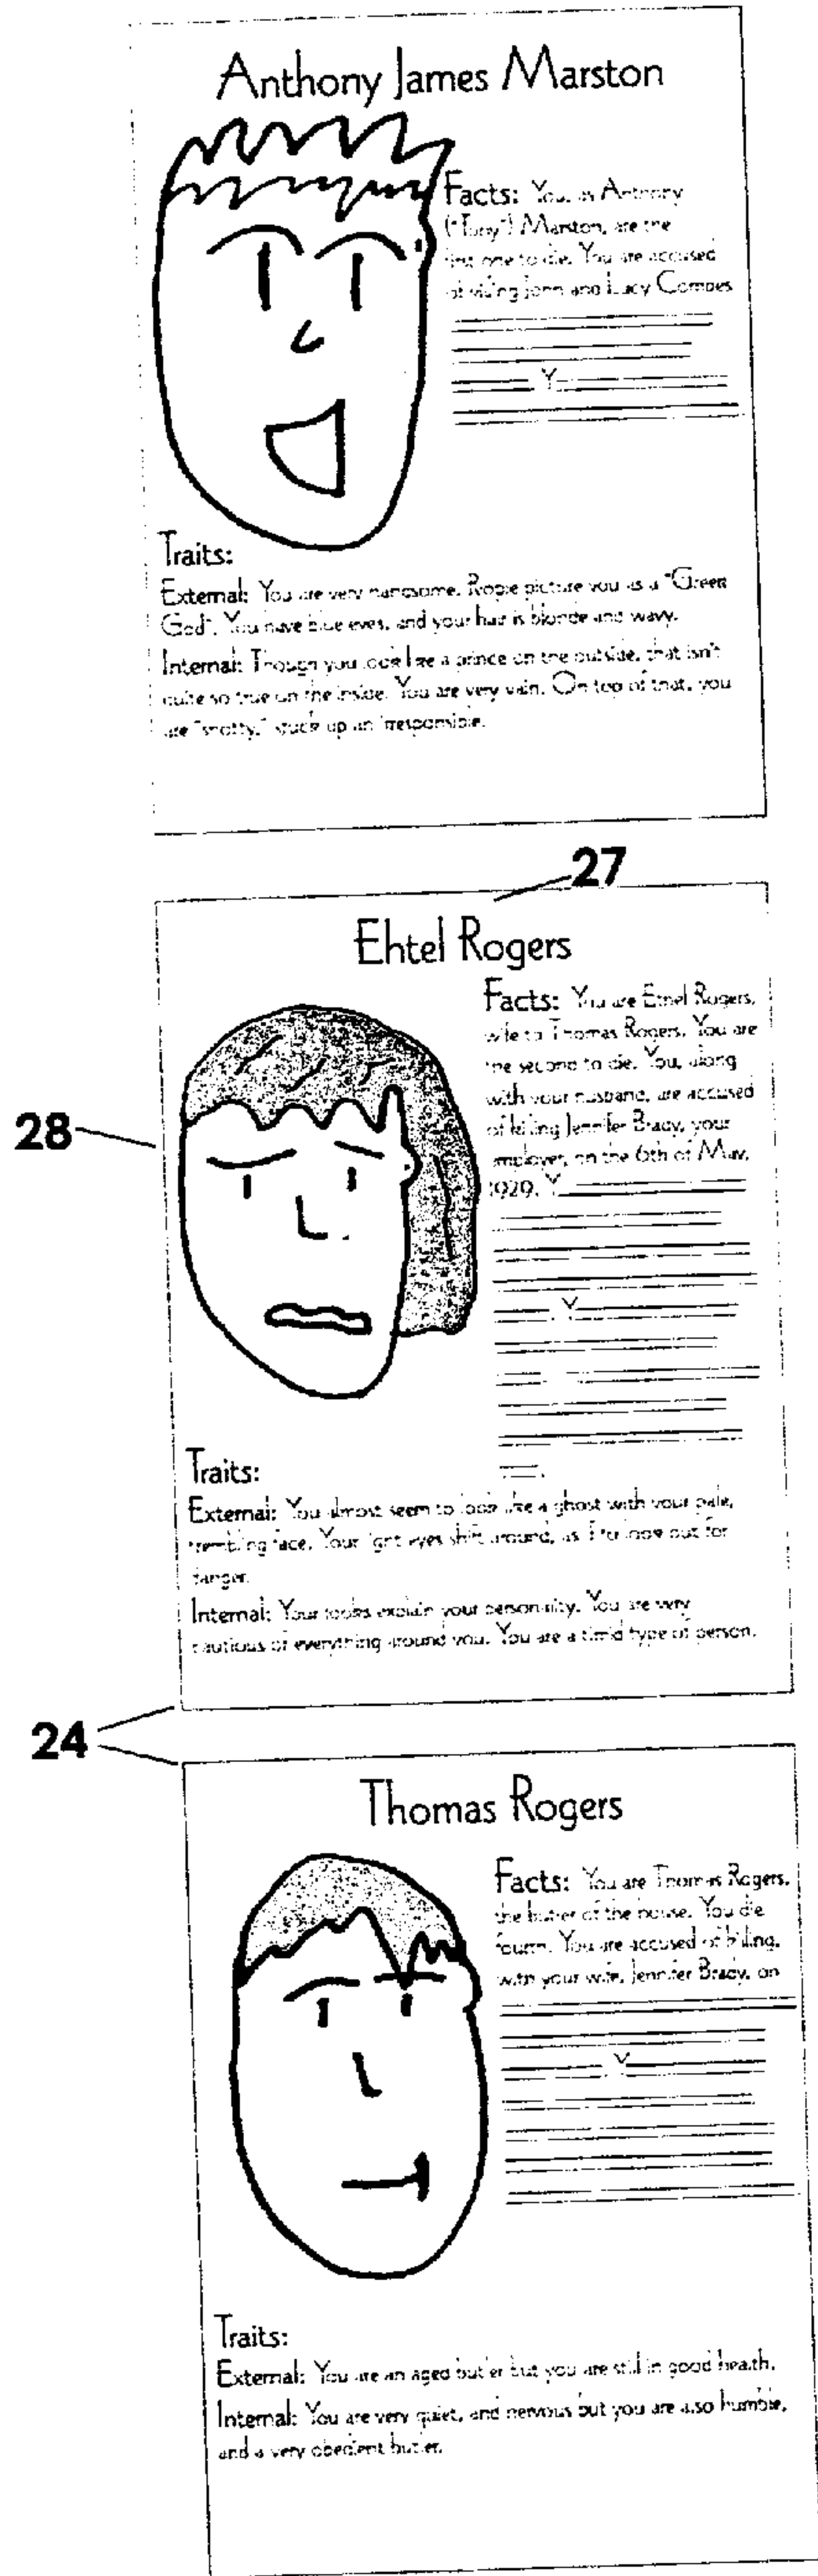 Anthony James Marston
Facts: You, as Anthony
("Tony") Marston, are the
first one to die. You are accused
of killing John and Lucy Combes
Y
Traits:
External: You are very handsome. People picture you as a "Greek
God". You have blue eyes, and your hair is blonde and wavy.
Internal: Though you look like a prince on the outside, that isn't
quite so true on the inside. You are very vain. On top of that, you
are "snotty," stuck up an irresponsible.
27
Ehtel Rogers
Facts: You are Ethel Rogers,
wife to Thomas Rogers. You are
the second to die. You, along
with your husband, are accused
of killing Jennifer Brady, your
employer, on the 6th of May,
1929. Y
28
Y
Traits:
External: You almost seem to look like a ghost with your pale,
trembling face. Your light eyes shift around, as if to look out for
danger.
Internal: Your looks explain your personality. You are very
cautious of everything around you. You are a timid type of person.
24
Thomas Rogers
Facts: You are Thomas Rogers,
the butler of the house. You die
fourth. You are accused of killing,
with your wife, Jennifer Brady, on
Y
Traits:
External: You are an aged butler but you are still in good health.
Internal: You are very quiet, and nervous but you are also humble,
and a very obedient butler.